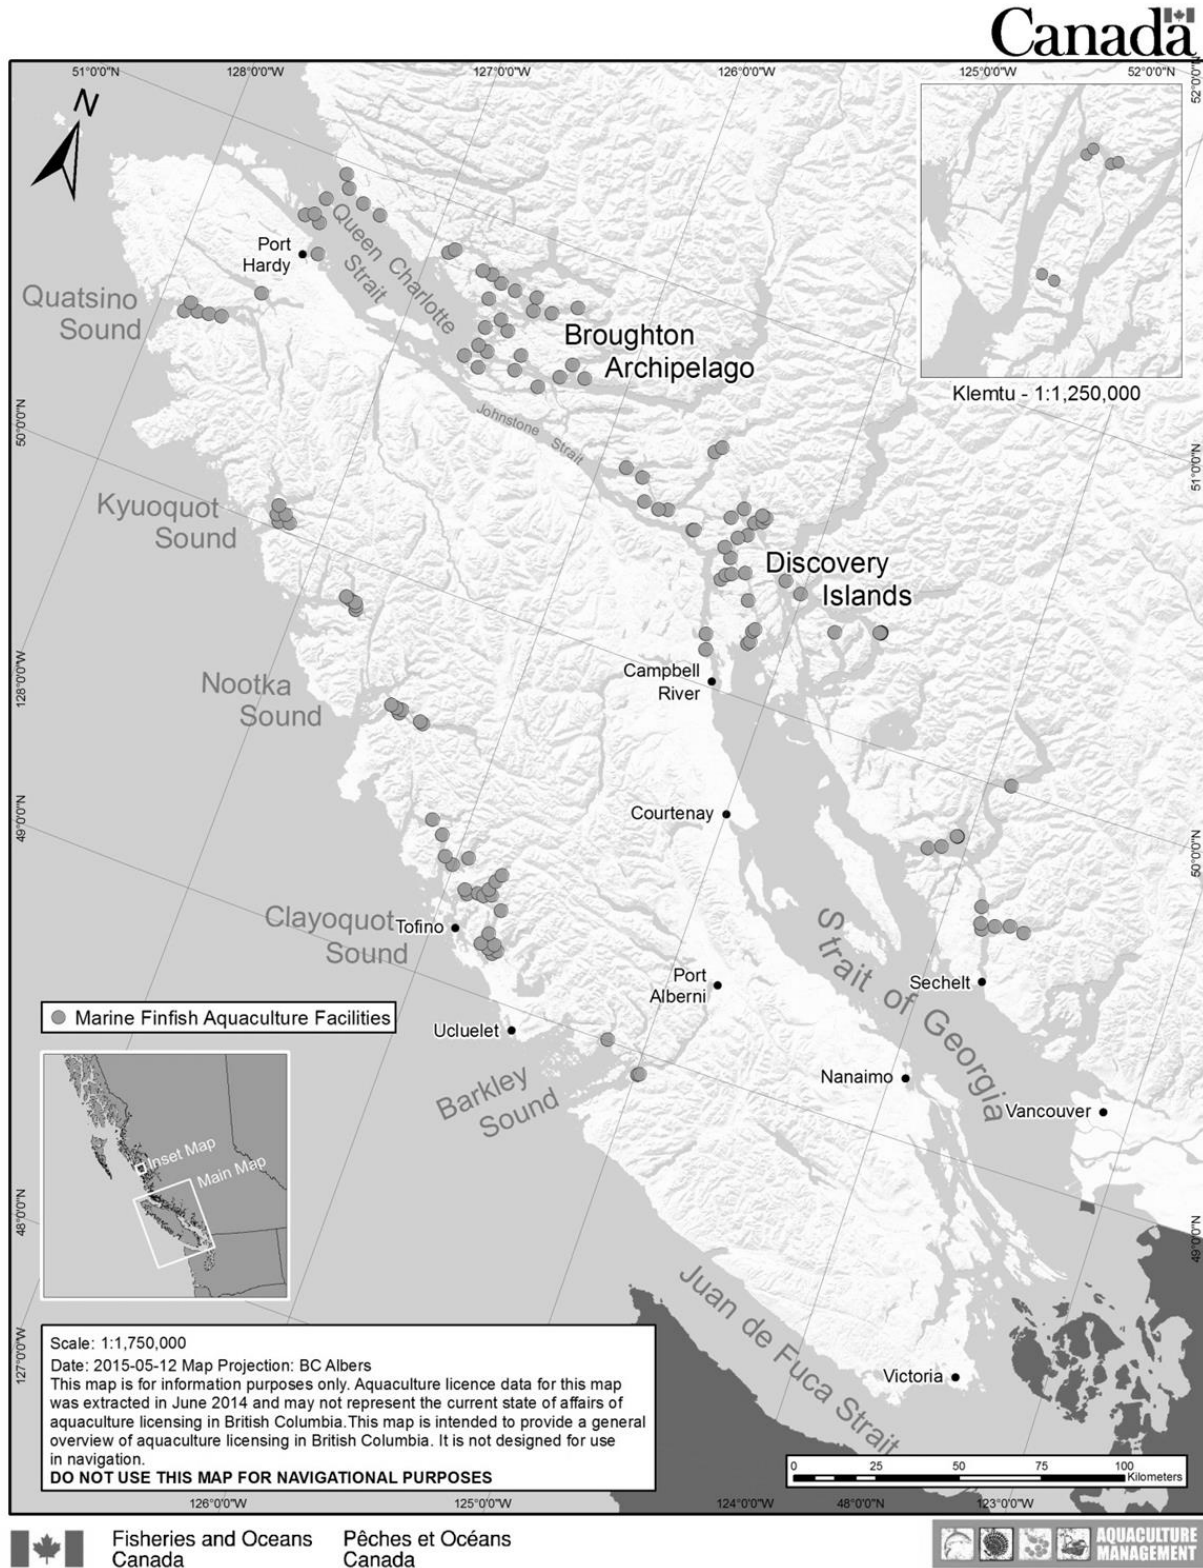 Canada
51°0'0"N
128°0'0"W
127°0'0"W
126°0'0"W
125°0'0"W
52°0'0"N
52°0'0"N
N
Port
Hardy
Queen Charlotte
Strait
Quatsino
Sound
Broughton
Archipelago
Klemtu - 1:1,250,000
50°0'0"N
Johnstone Strait
51°0'0"N
Kyuoquot
Sound
Discovery
Islands
128°0'0"W
Nootka
Sound
Campbell
River
49°0'0"N
Courtenay
50°0'0"N
Clayoquot
Sound
Tofino
Strait of Georgia
Port
Alberni
Sechelt
Marine Finfish Aquaculture Facilities
Ucluelet
Barkley
Sound
Nanaimo
Vancouver
Inset Map
Main Map
48°0'0"N
49°0'0"N
Juan de Fuca Strait
127°0'0"W
Victoria
Scale: 1:1,750,000
Date: 2015-05-12 Map Projection: BC Albers
This map is for information purposes only. Aquaculture licence data for this map
was extracted in June 2014 and may not represent the current state of affairs of
aquaculture licensing in British Columbia.This map is intended to provide a general
overview of aquaculture licensing in British Columbia. It is not designed for use
in navigation.
DO NOT USE THIS MAP FOR NAVIGATIONAL PURPOSES
0 25 50 75 100
Kilometers
126°0'0"W
125°0'0"W
124°0'0"W
48°0'0"N
123°0'0"W
Fisheries and Oceans
Canada
Pêches et Océans
Canada
AQUACULTURE
MANAGEMENT